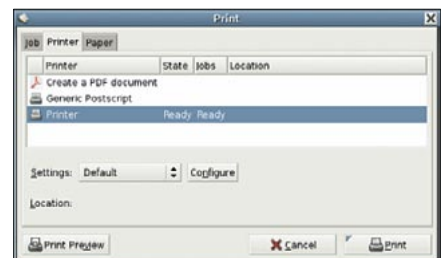 Print
Job Printer Paper
Printer State Jobs Location
Create a PDF document
Generic Postscript
Printer Ready Ready
Settings: Default Configure
Location:
Print Preview Cancel Print